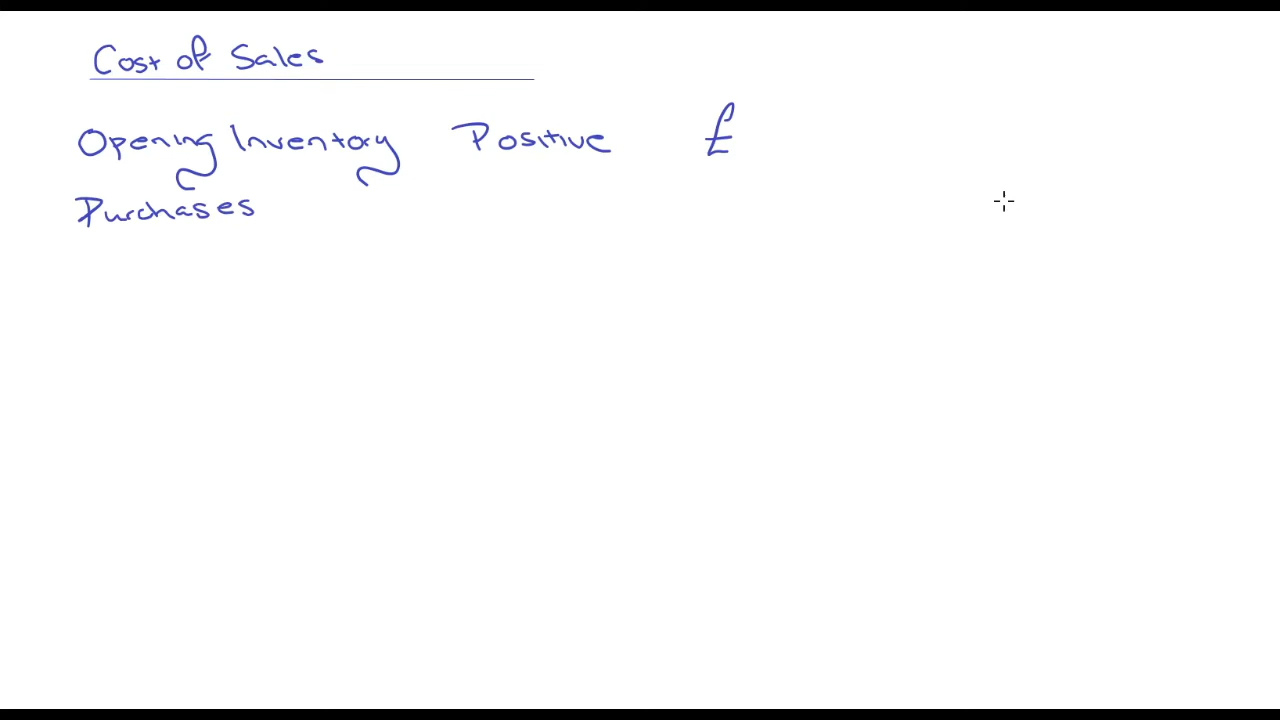 Cost of Sales
Opening Inventory Positive £
Purchases